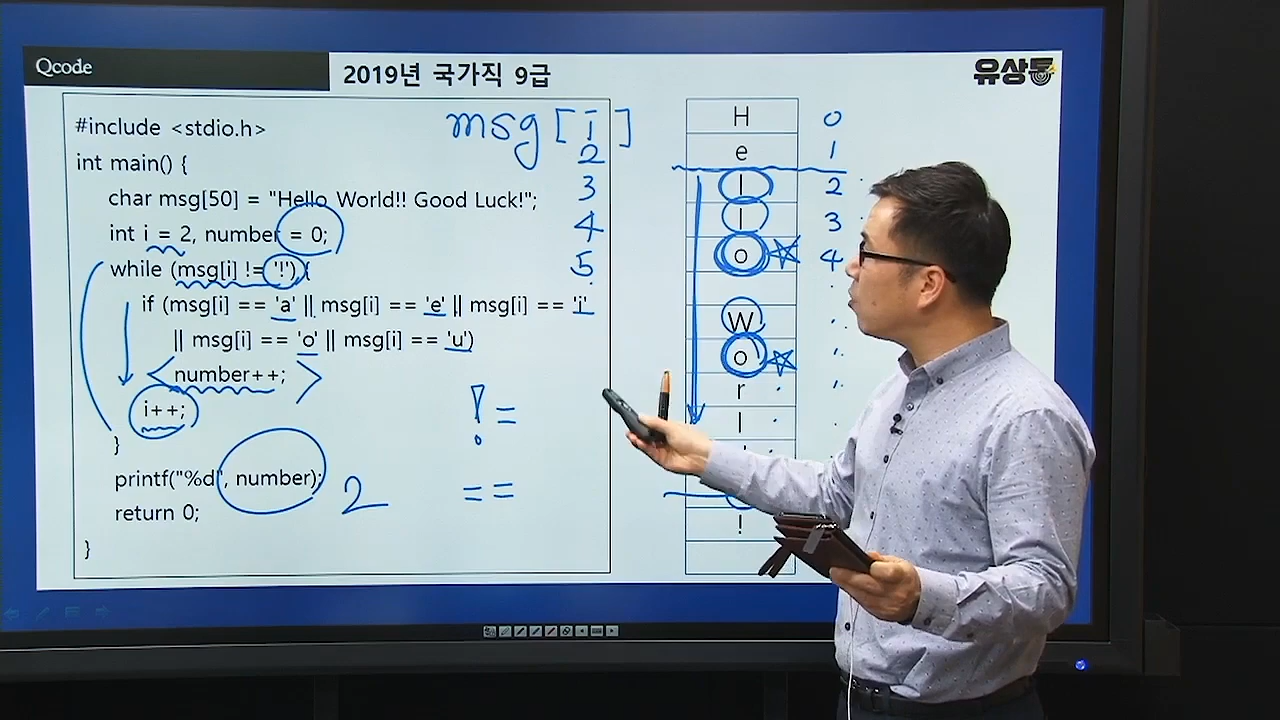 Qcode
2019년 국가직 9급
유상통
#include <stdio.h>
int main() {
char msg[50] = "Hello World!! Good Luck!";
int i = 2, number = 0;
while (msg[i] != '!') {
if (msg[i] == 'a' || msg[i] == 'e' || msg[i] == 'i'
|| msg[i] == 'o' || msg[i] == 'u')
number++;
i++;
}
printf("%d", number);
return 0;
}
msg[i]
2
3
4
5
!=
==
2
H 0
e 1
l 2
l 3
o 4
W
o
r
l
!